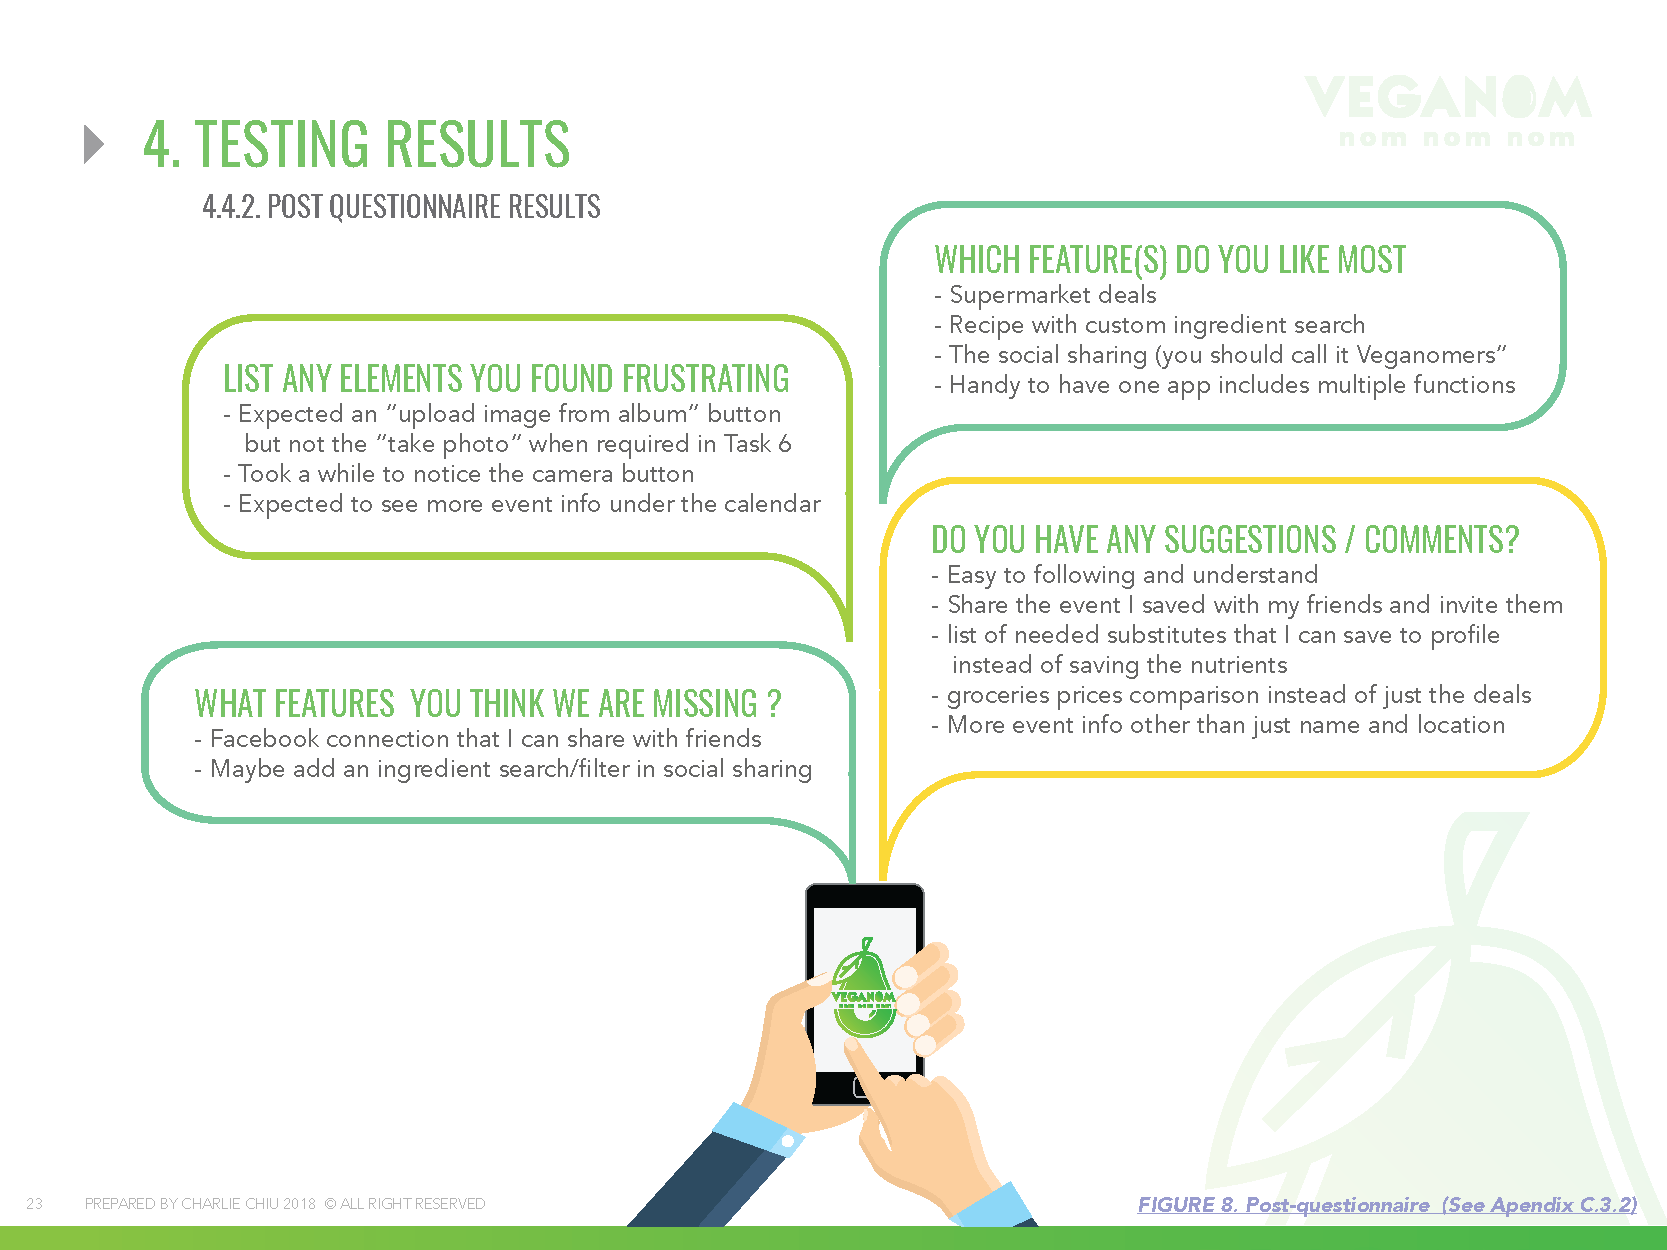 VEGANOM
nom nom nom
4. TESTING RESULTS
4.4.2. POST QUESTIONNAIRE RESULTS
WHICH FEATURE(S) DO YOU LIKE MOST
- Supermarket deals
- Recipe with custom ingredient search
- The social sharing (you should call it Veganomers”
- Handy to have one app includes multiple functions
LIST ANY ELEMENTS YOU FOUND FRUSTRATING
- Expected an “upload image from album” button
but not the “take photo” when required in Task 6
- Took a while to notice the camera button
- Expected to see more event info under the calendar
DO YOU HAVE ANY SUGGESTIONS / COMMENTS?
- Easy to following and understand
- Share the event I saved with my friends and invite them
- list of needed substitutes that I can save to profile
instead of saving the nutrients
- groceries prices comparison instead of just the deals
- More event info other than just name and location
WHAT FEATURES YOU THINK WE ARE MISSING ?
- Facebook connection that I can share with friends
- Maybe add an ingredient search/filter in social sharing
VEGANOM
nom nom nom
23 PREPARED BY CHARLIE CHIU 2018 © ALL RIGHT RESERVED
FIGURE 8. Post-questionnaire (See Apendix C.3.2)